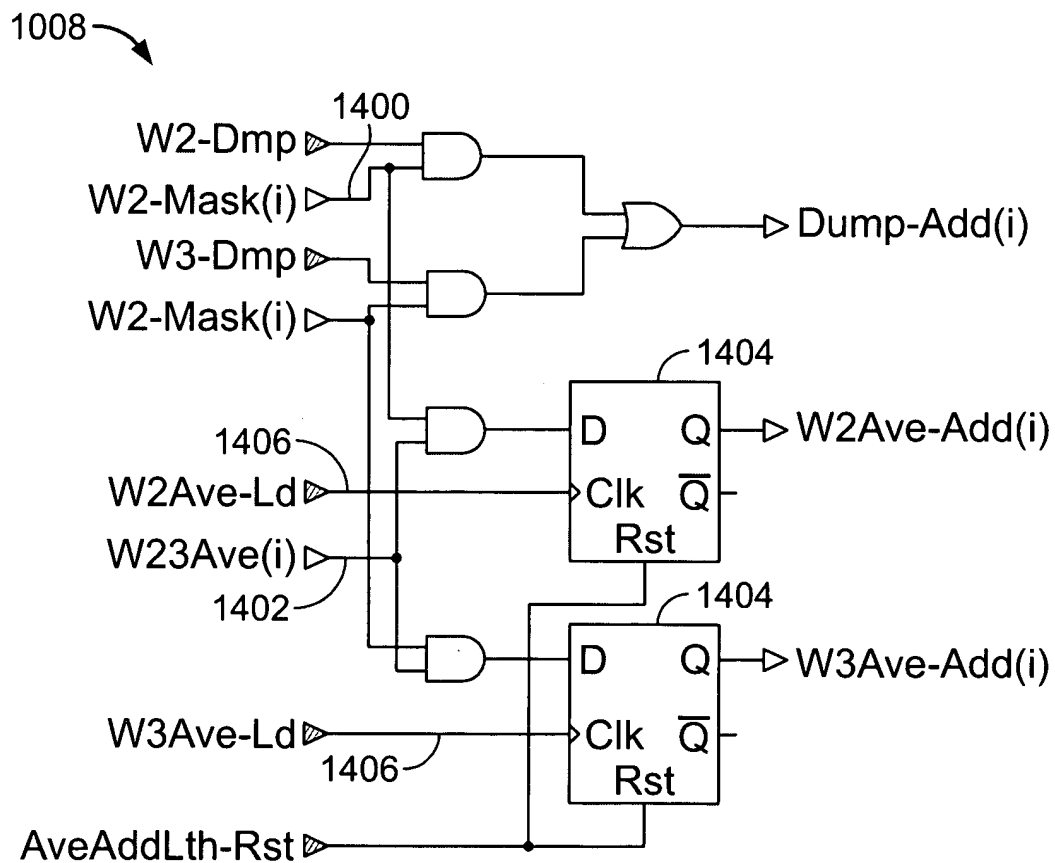 1008
1400
W2-Dmp
W2-Mask(i)
Dump-Add(i)
W3-Dmp
W2-Mask(i)
1404
D Q
W2Ave-Add(i)
1406
W2Ave-Ld
Clk Q
Rst
W23Ave(i)
1402
1404
D Q
W3Ave-Add(i)
W3Ave-Ld
1406
Clk Q
Rst
AveAddLth-Rst